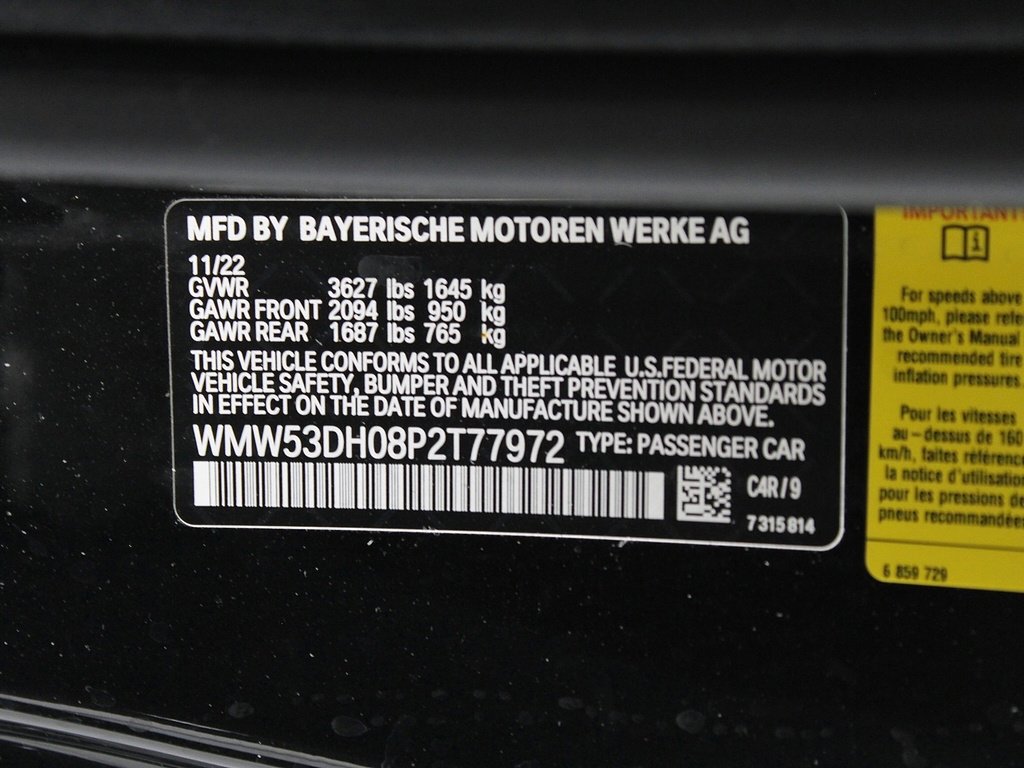 MFD BY BAYERISCHE MOTOREN WERKE AG
11/22
GVWR 3627 lbs 1645 kg
GAWR FRONT 2094 lbs 950 kg
GAWR REAR 1687 lbs 765 kg
THIS VEHICLE CONFORMS TO ALL APPLICABLE U.S.FEDERAL MOTOR
VEHICLE SAFETY, BUMPER AND THEFT PREVENTION STANDARDS
IN EFFECT ON THE DATE OF MANUFACTURE SHOWN ABOVE.
WMW53DH08P2T77972 TYPE: PASSENGER CAR
C4R/9
7315814
IMPORTANT
For speeds above
100mph, please refe
the Owner's Manual
recommended tire
inflation pressures.
Pour les vitesses
au-dessus de 160
km/h, faites référence
la notice d'utilisation
pour les pressions de
pneus recommandées
6 859 729